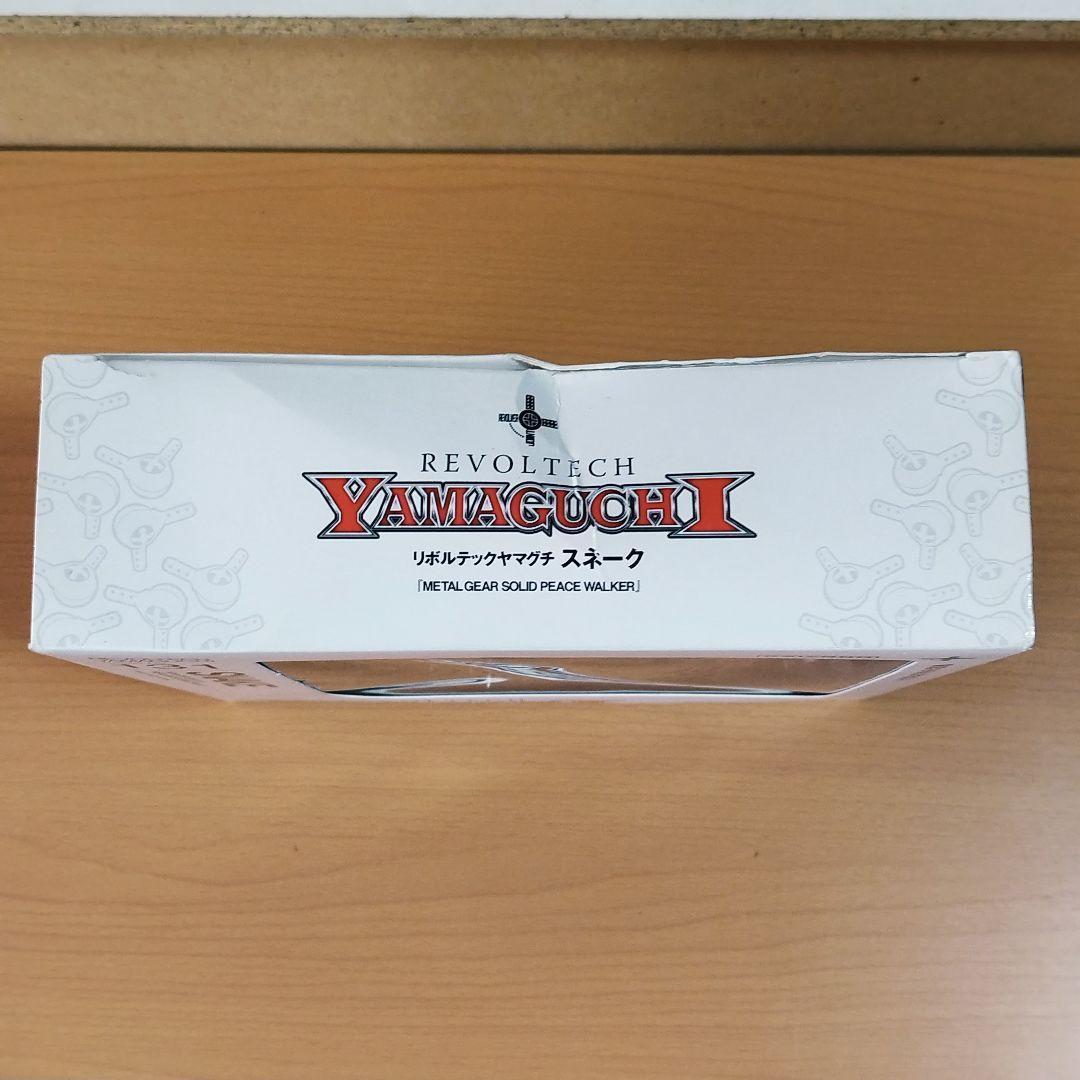 REVOLTECH
YAMAGUCHI
リボルテックヤマグチ スネーク
『METAL GEAR SOLID PEACE WALKER』